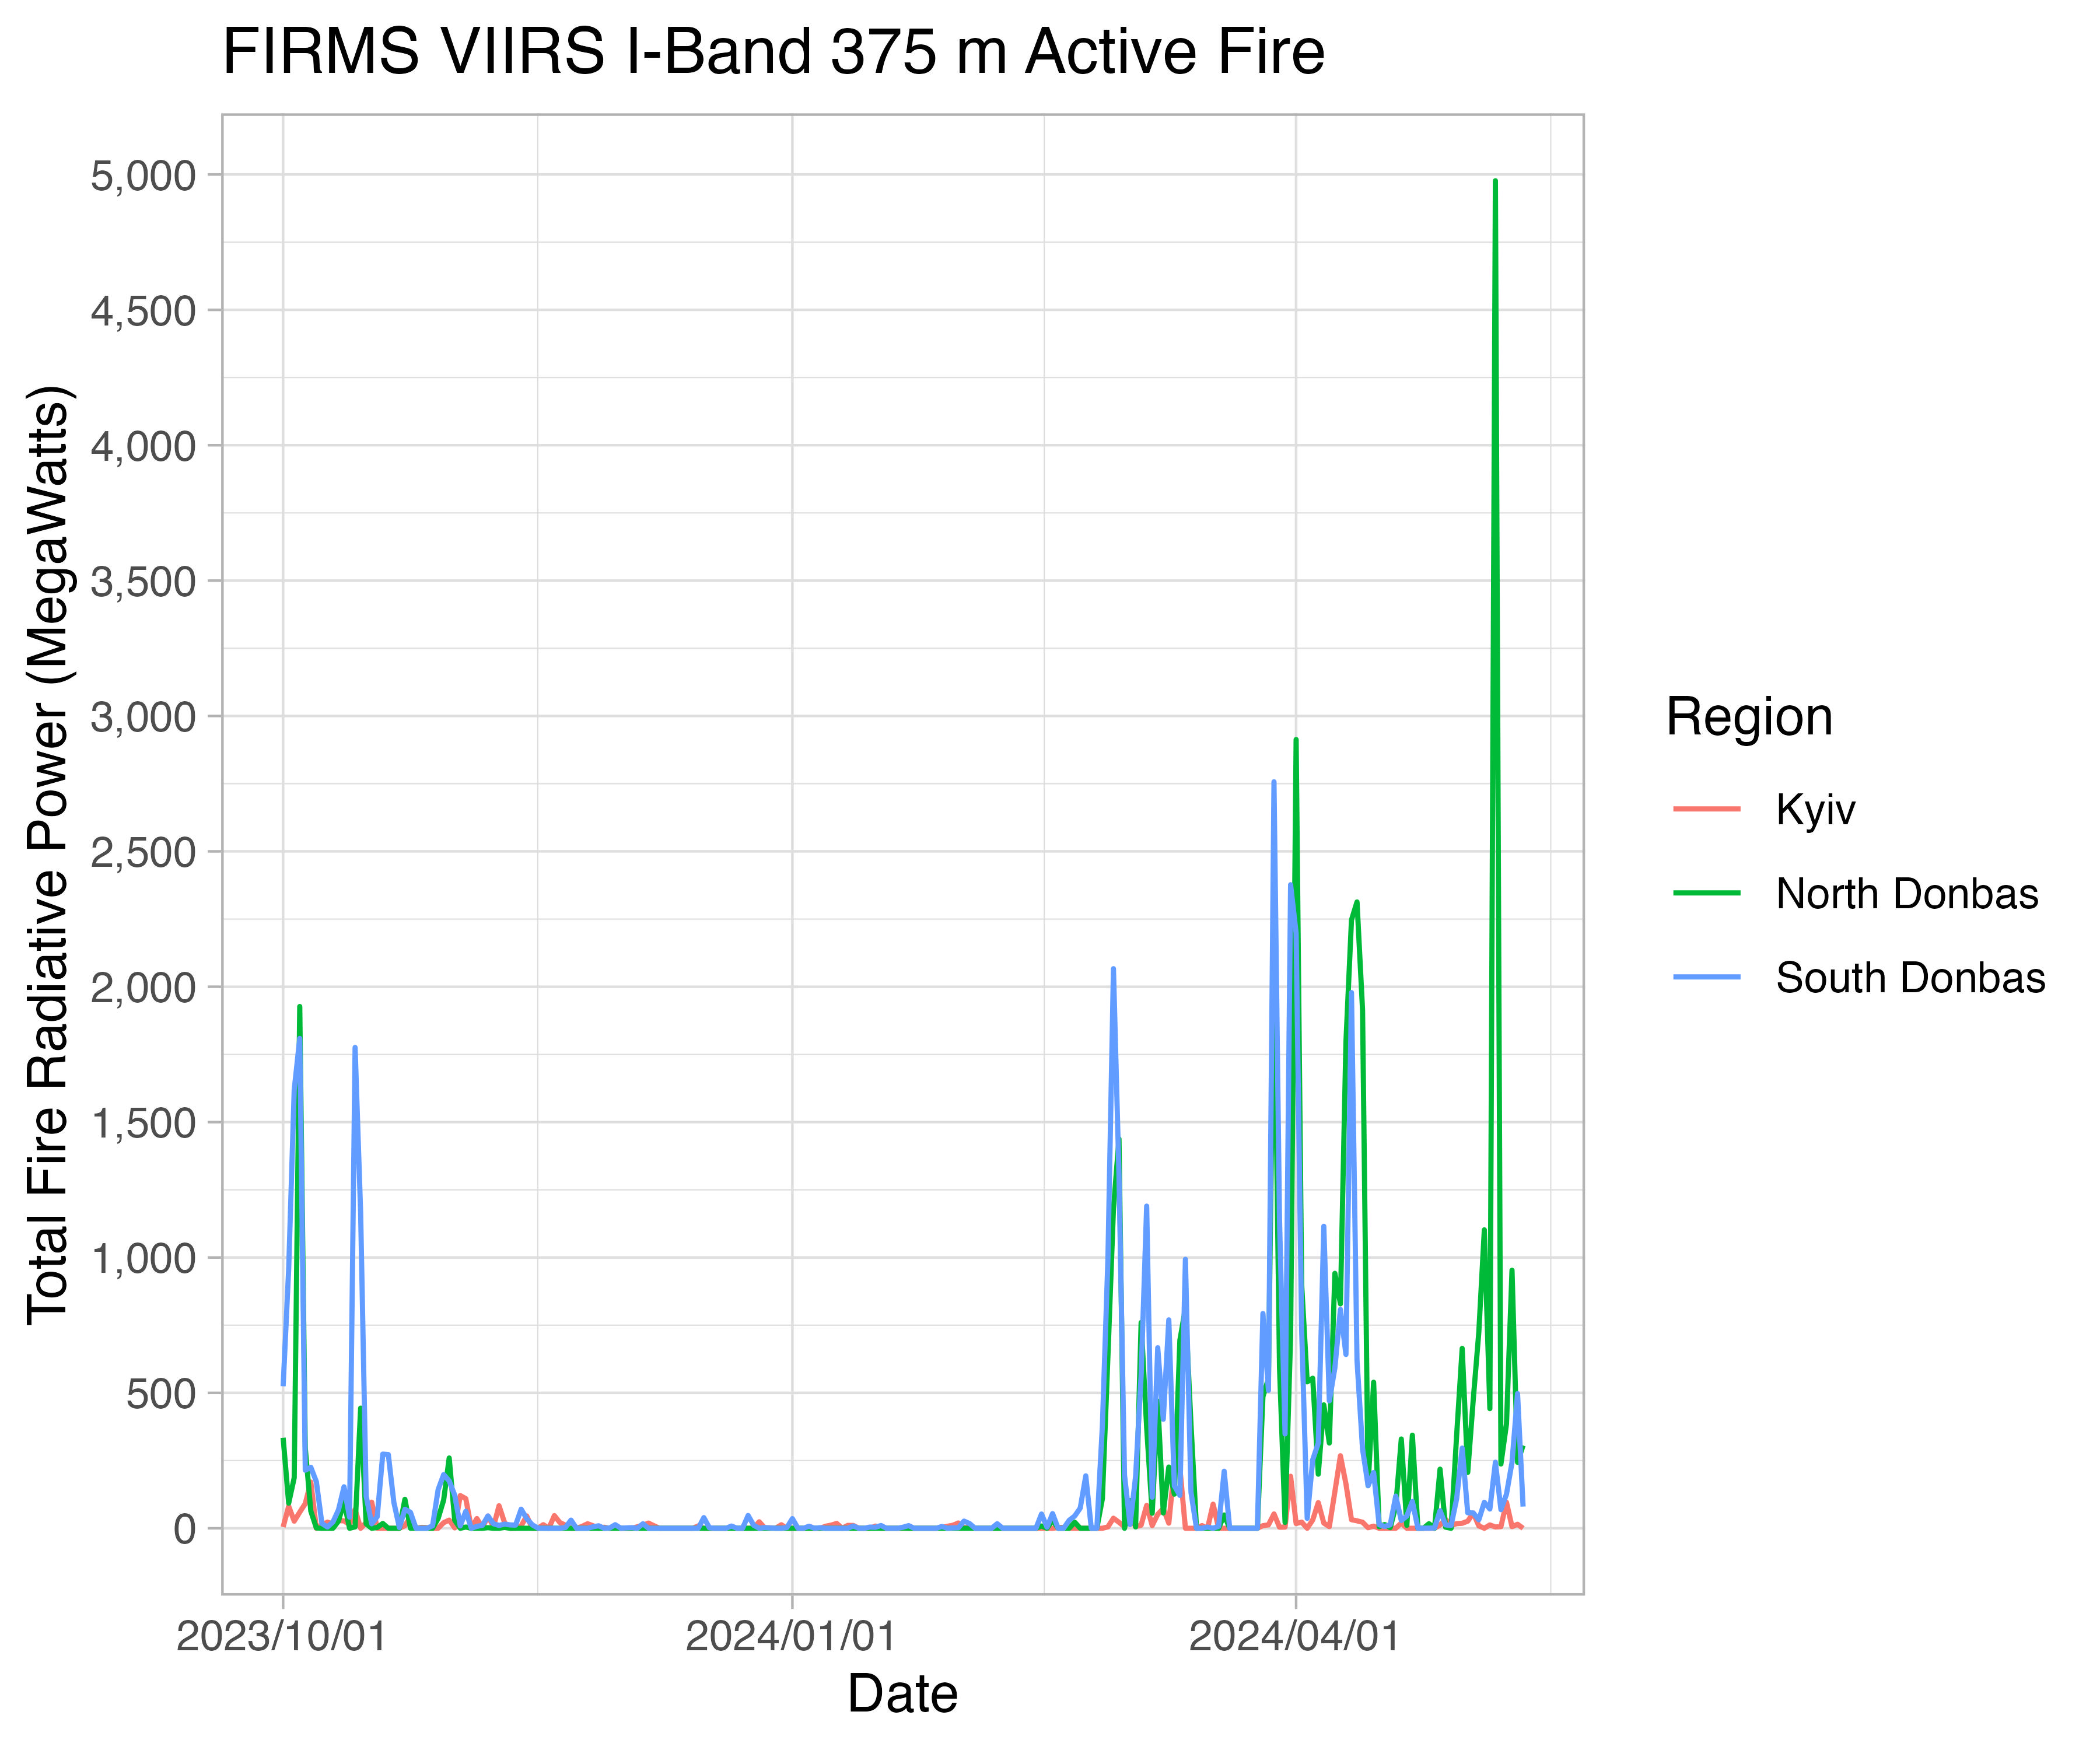 FIRMS VIIRS I-Band 375 m Active Fire
Total Fire Radiative Power (MegaWatts)
5,000
4,500
4,000
3,500
3,000
2,500
2,000
1,500
1,000
500
0
2023/10/01
2024/01/01
2024/04/01
Date
Region
Kyiv
North Donbas
South Donbas